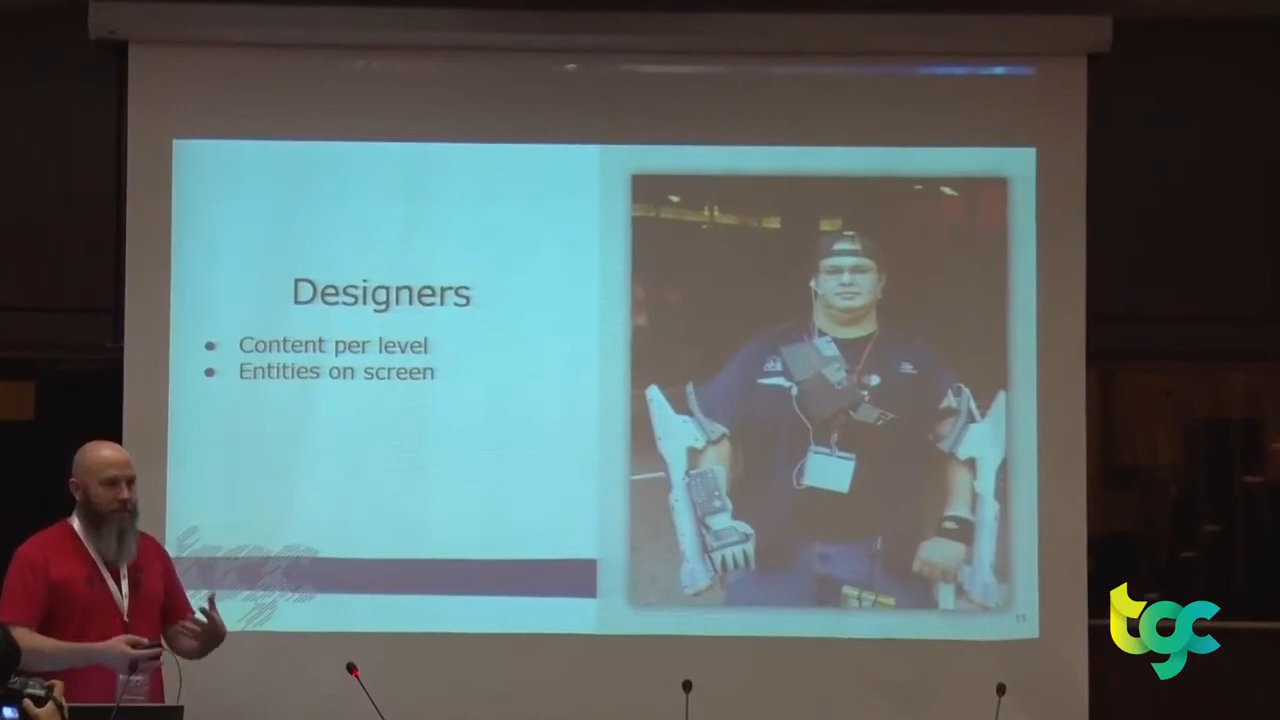 Designers
Content per level
Entities on screen
tgc